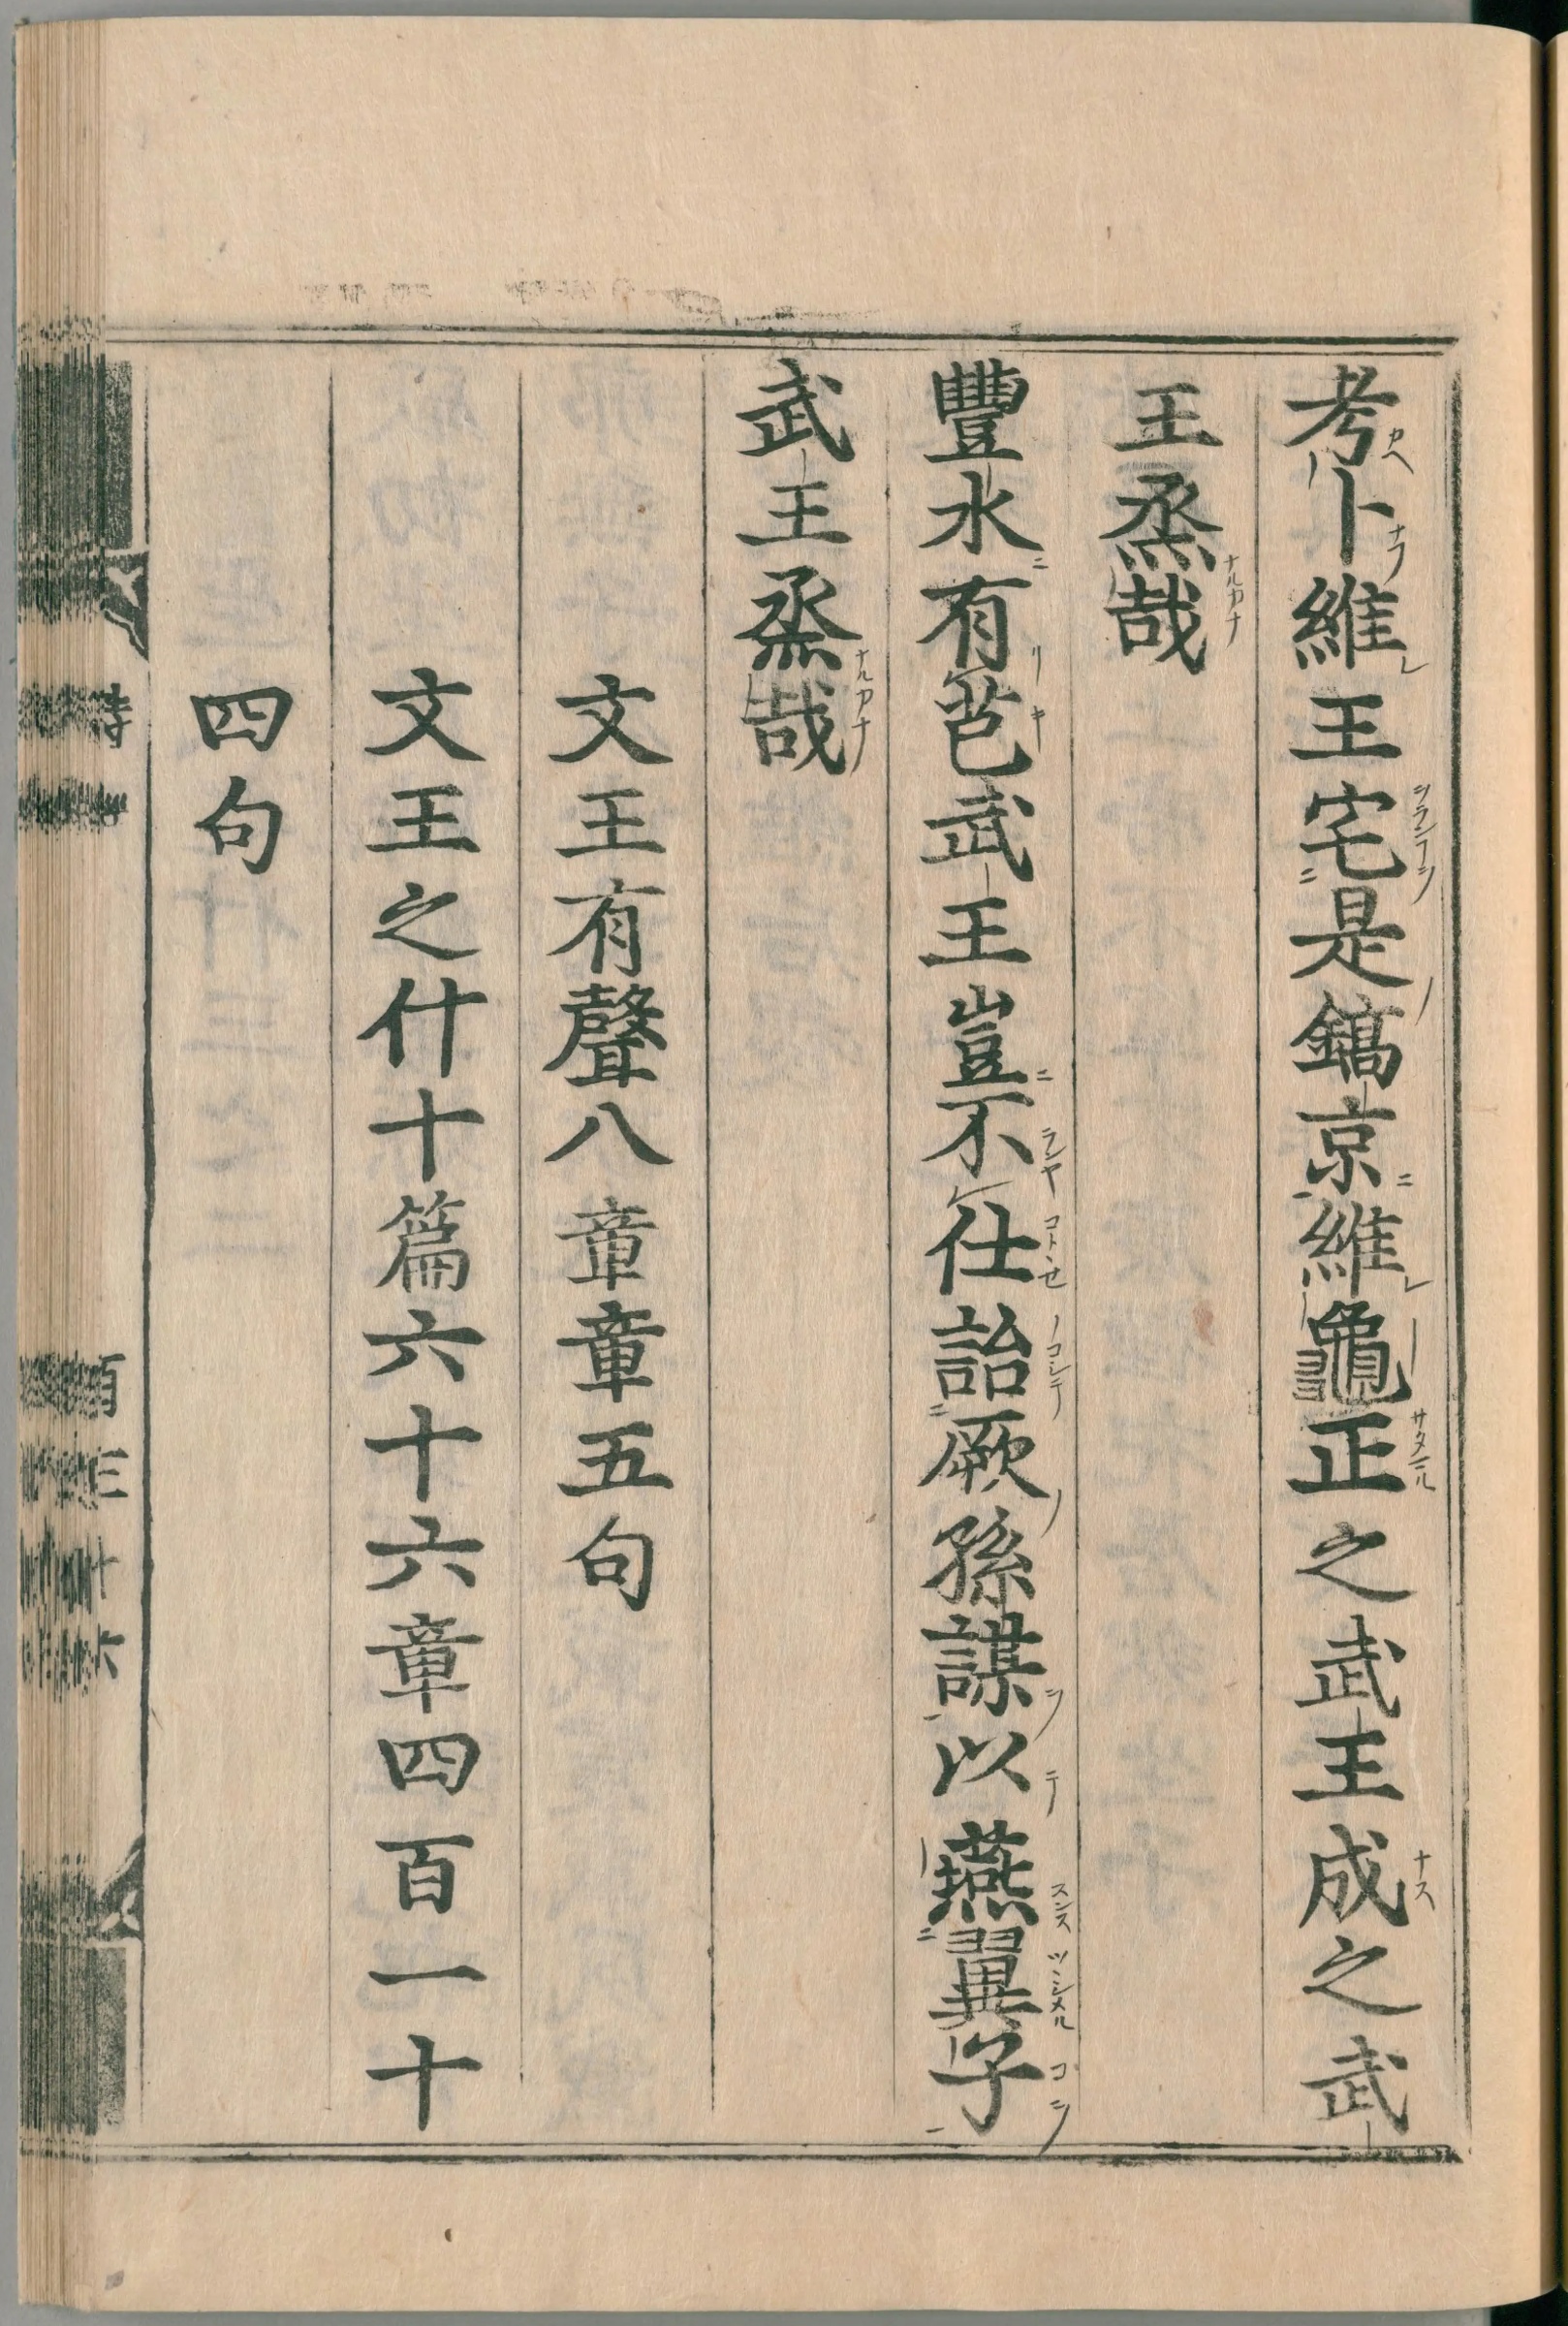 考卜維王宅是鎬京維龜正之武王成之武
王烝哉
豐水有芑武王豈不仕詒厥孫謀以燕翼子
武王烝哉
文王有聲八章章五句
文王之什十篇六十六章四百一十
四句